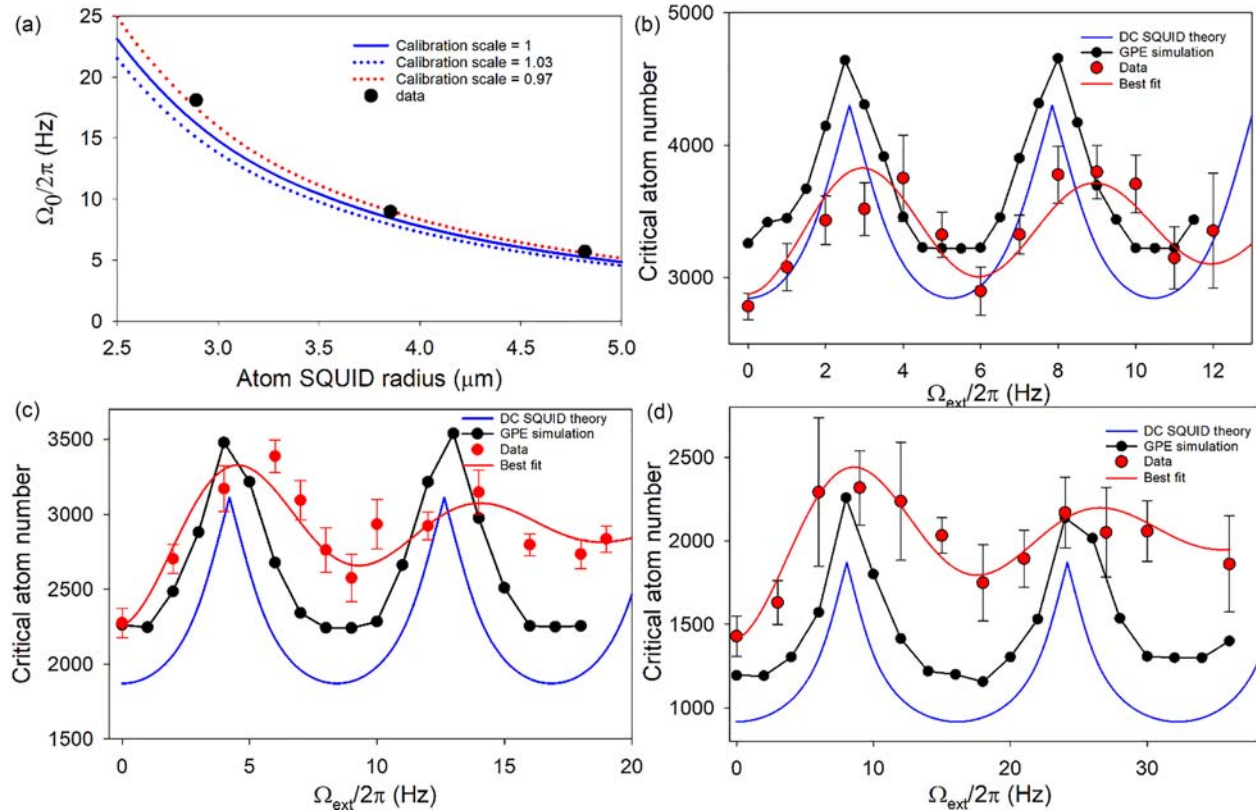 (a)
25
20
15
10
5
0
Ω₀/2π (Hz)
Calibration scale = 1
Calibration scale = 1.03
Calibration scale = 0.97
data
2.5 3.0 3.5 4.0 4.5 5.0
Atom SQUID radius (μm)
(b)
5000
4000
3000
Critical atom number
DC SQUID theory
GPE simulation
Data
Best fit
0 2 4 6 8 10 12
Ωext/2π (Hz)
(c)
3500
3000
2500
2000
1500
Critical atom number
DC SQUID theory
GPE simulation
Data
Best fit
0 5 10 15 20
Ωext/2π (Hz)
(d)
2500
2000
1500
1000
Critical atom number
DC SQUID theory
GPE simulation
Data
Best fit
0 10 20 30
Ωext/2π (Hz)